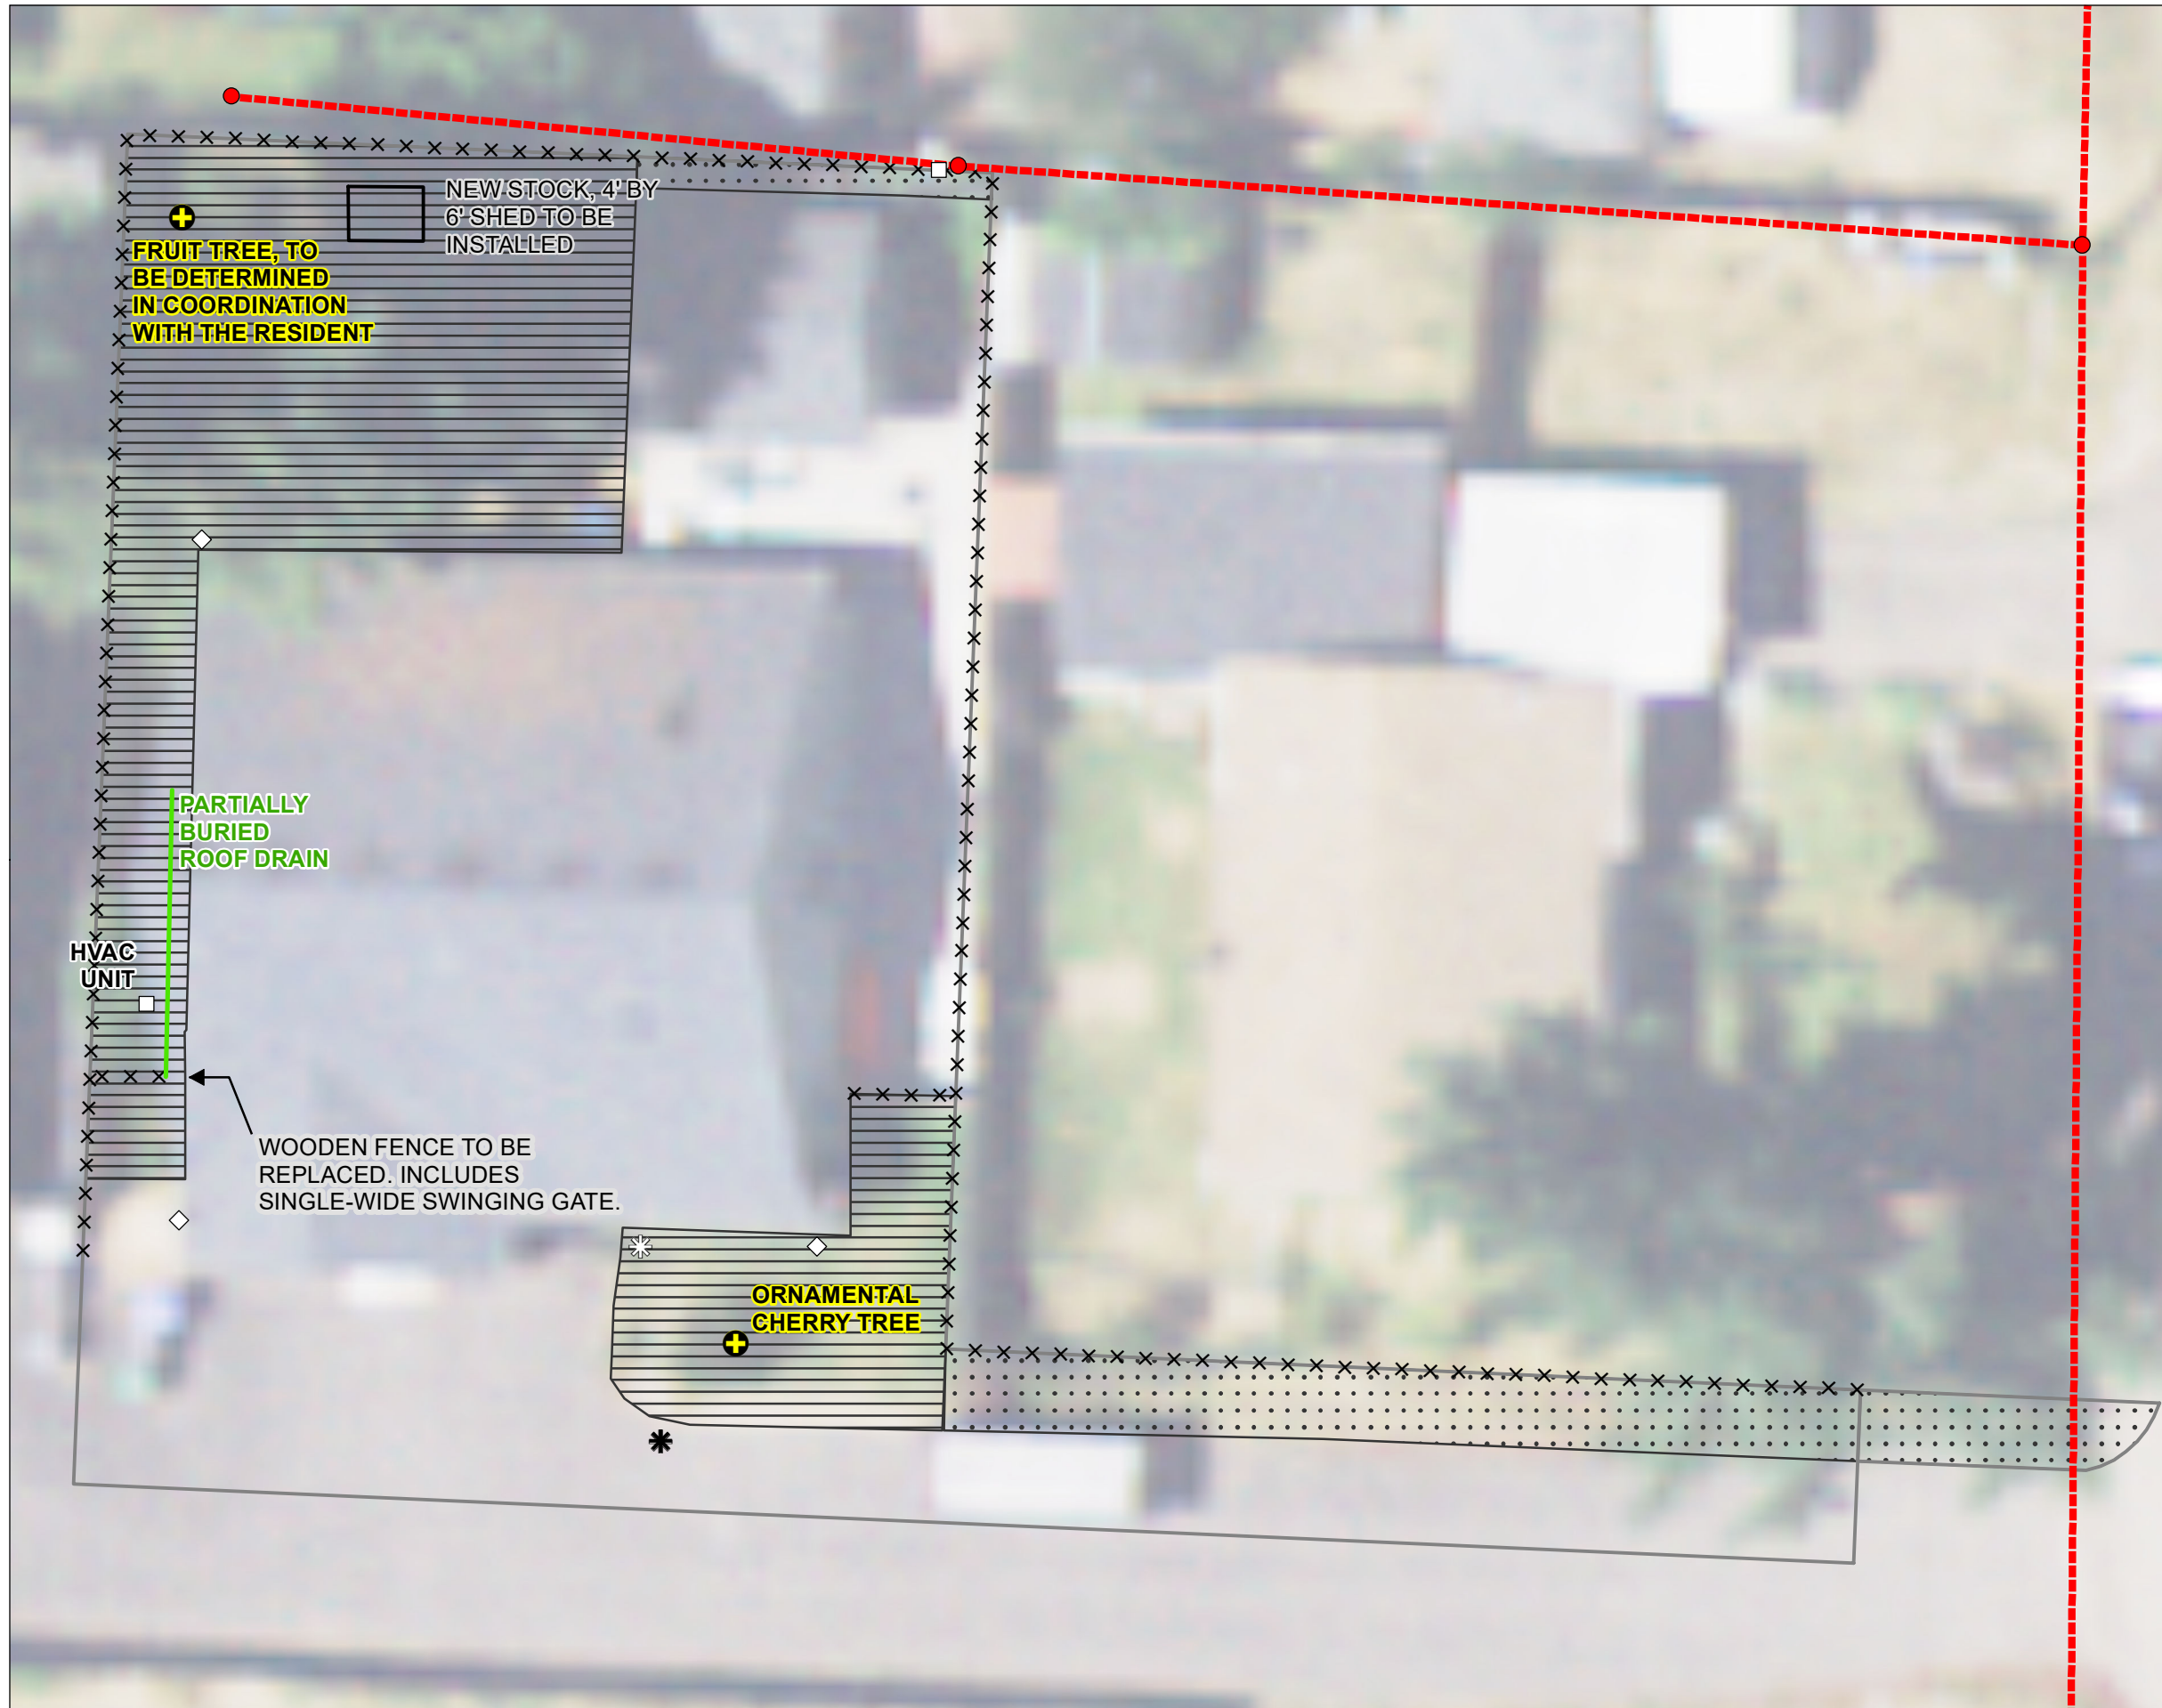 NEW STOCK, 4' BY
6' SHED TO BE
INSTALLED
FRUIT TREE, TO
BE DETERMINED
IN COORDINATION
WITH THE RESIDENT
PARTIALLY
BURIED
ROOF DRAIN
HVAC
UNIT
WOODEN FENCE TO BE
REPLACED. INCLUDES
SINGLE-WIDE SWINGING GATE.
ORNAMENTAL
CHERRY TREE